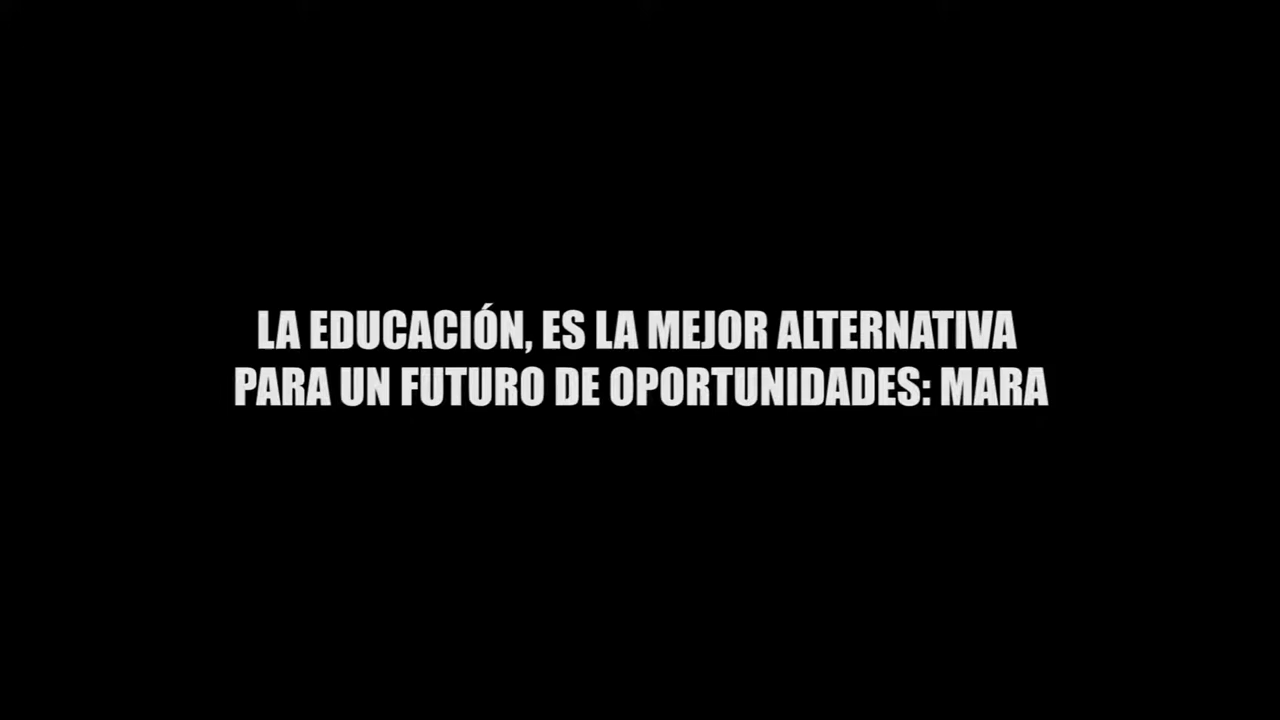 LA EDUCACIÓN, ES LA MEJOR ALTERNATIVA
PARA UN FUTURO DE OPORTUNIDADES: MARA